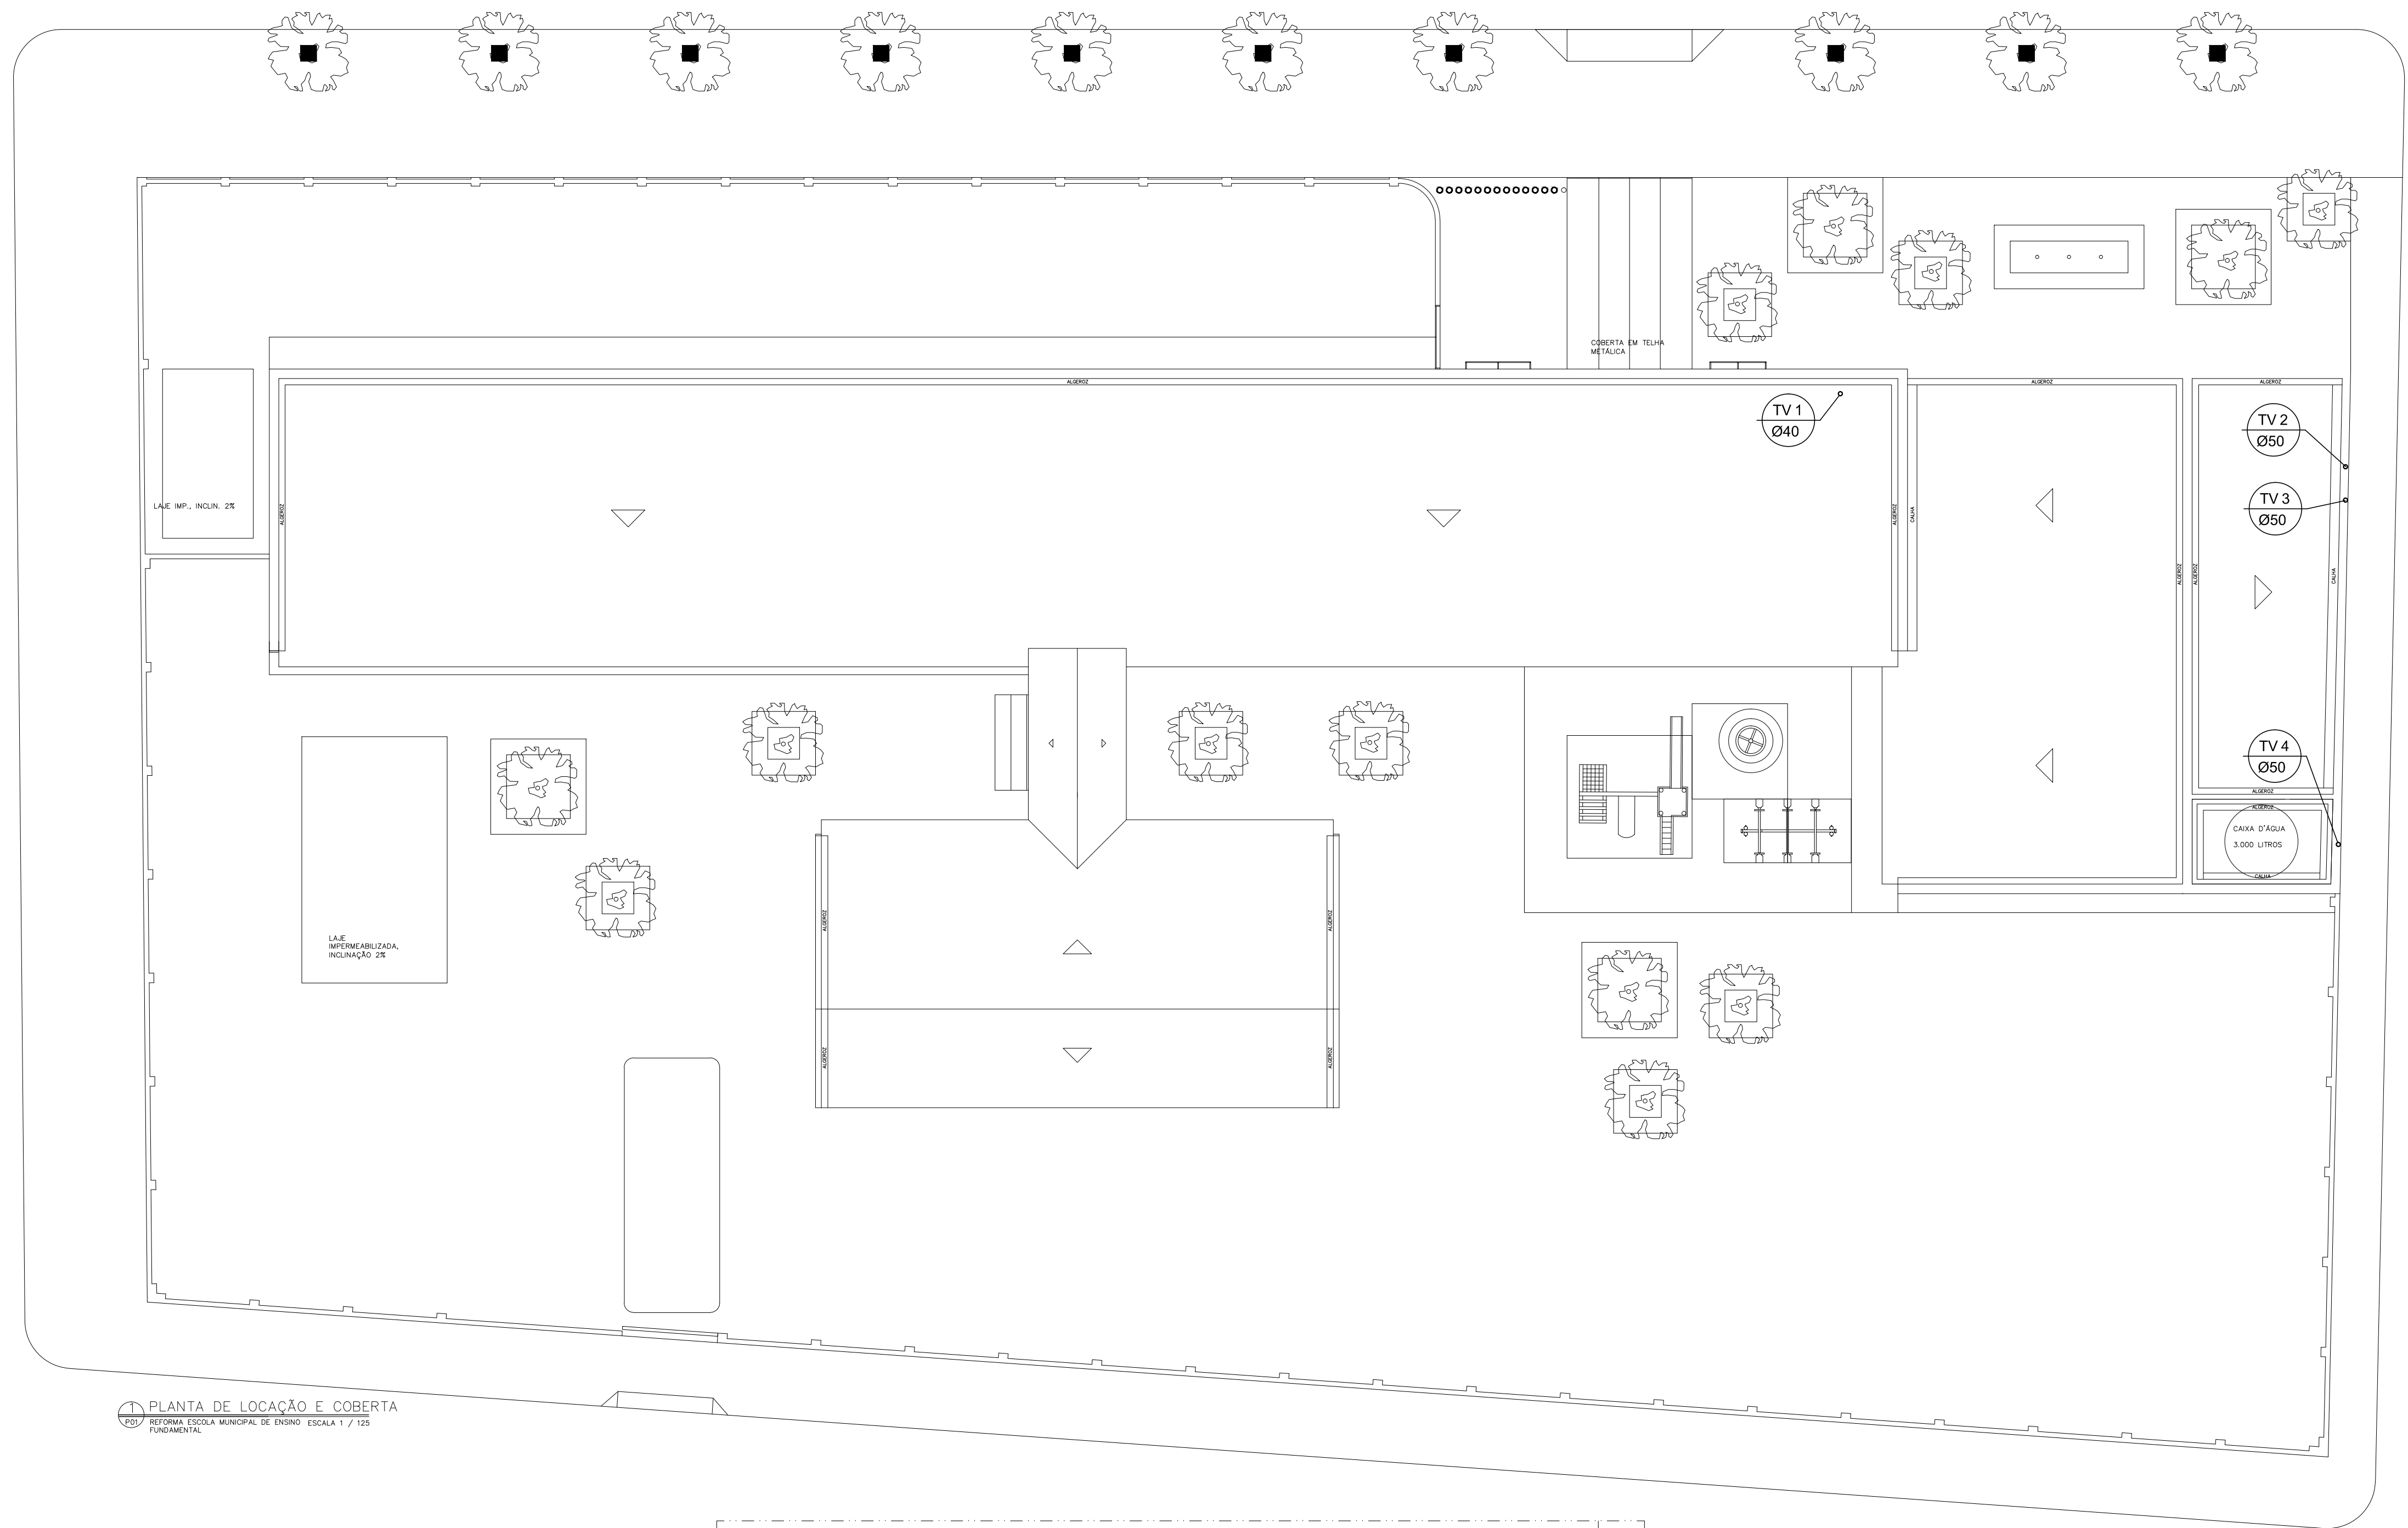 COBERTA EM TELHA
METÁLICA
ALGEROZ
ALGEROZ
ALGEROZ
TV 1
Ø40
TV 2
Ø50
TV 3
Ø50
LAJE IMP., INCLIN. 2%
ALGEROZ
ALGEROZ
CALHA
ALGEROZ
ALGEROZ
CALHA
TV 4
Ø50
ALGEROZ
ALGEROZ
CAIXA D'ÁGUA
3.000 LITROS
CALHA
ALGEROZ
ALGEROZ
LAJE
IMPERMEABILIZADA,
INCLINAÇÃO 2%
ALGEROZ
ALGEROZ
1
P01
PLANTA DE LOCAÇÃO E COBERTA
REFORMA ESCOLA MUNICIPAL DE ENSINO ESCALA 1 / 125
FUNDAMENTAL